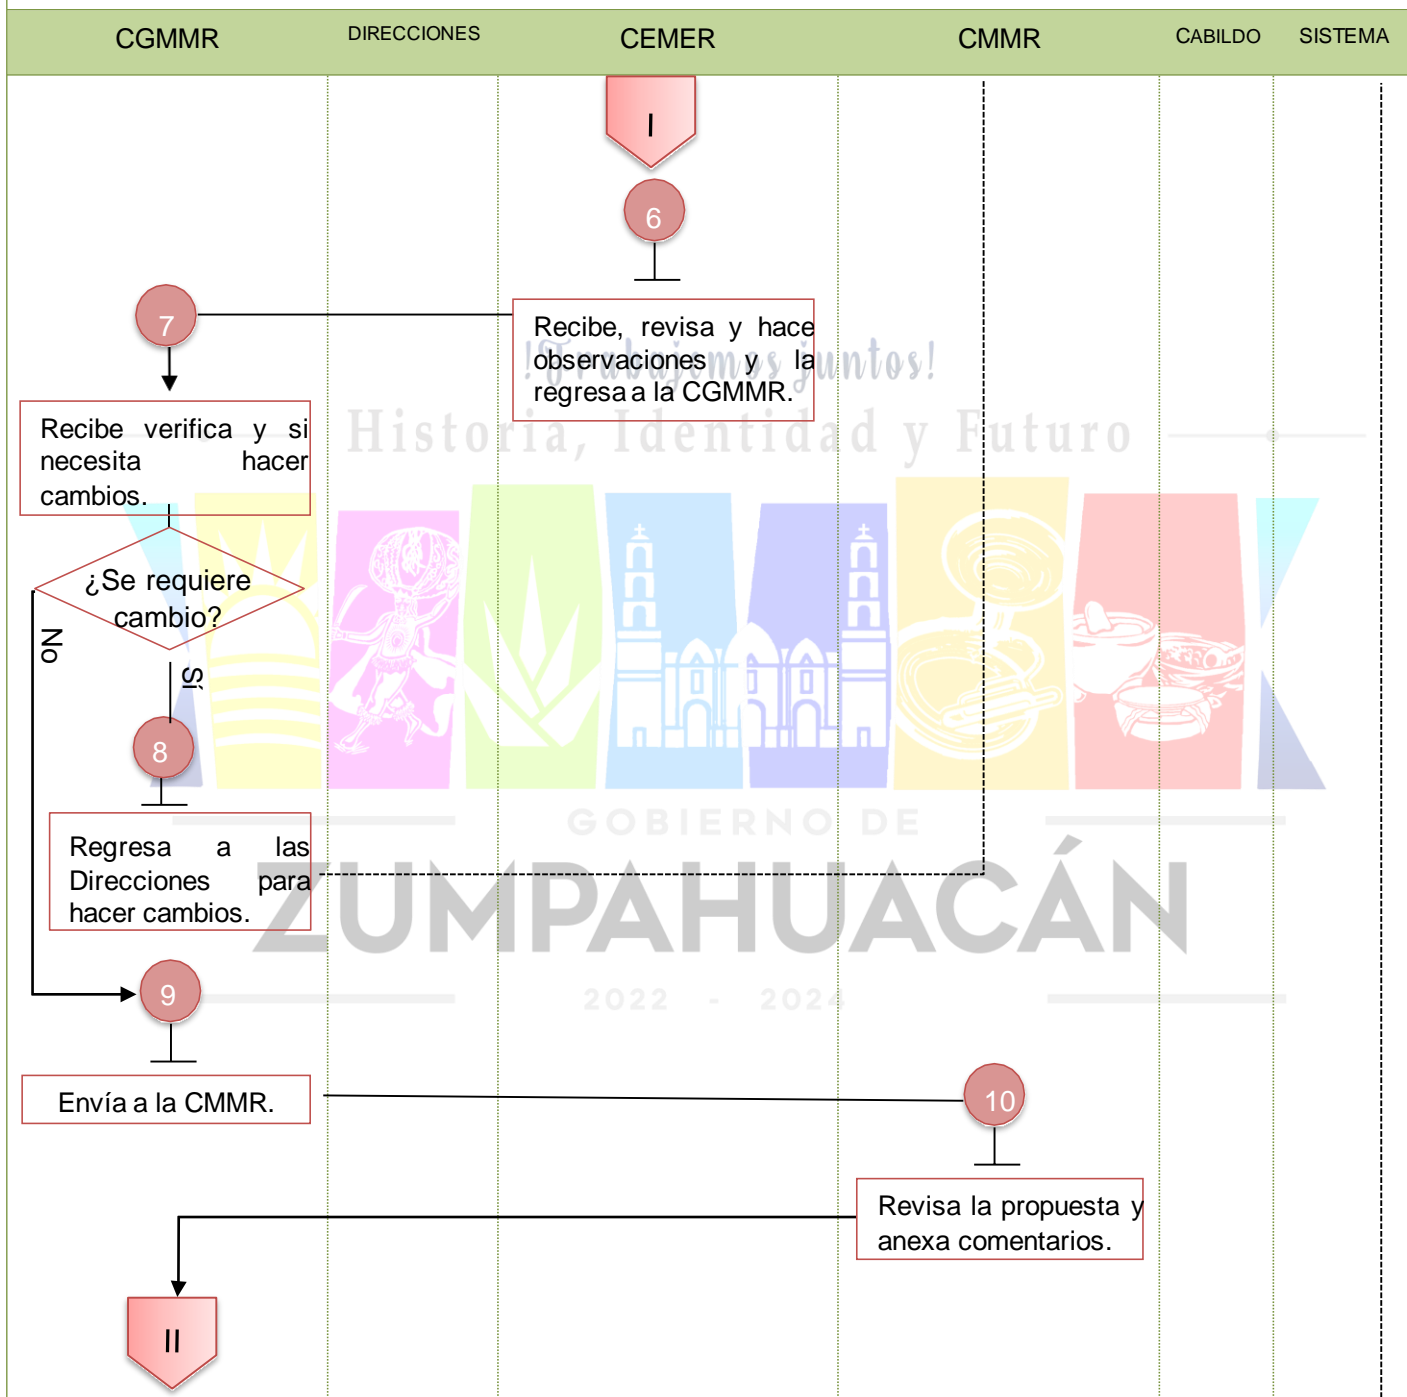 CGMMR
DIRECCIONES
CEMER
CMMR
CABILDO
SISTEMA
I
6
7
Recibe, revisa y hace
observaciones y la
regresa a la CGMMR.
!Trabajemos juntos!
Historia, Identidad y Futuro
Recibe verifica y si
necesita hacer
cambios.
¿Se requiere
cambio?
No
Sí
8
Regresa a las
Direcciones para
hacer cambios.
GOBIERNO DE
ZUMPAHUACÁN
2022 - 2024
9
Envía a la CMMR.
10
Revisa la propuesta y
anexa comentarios.
II